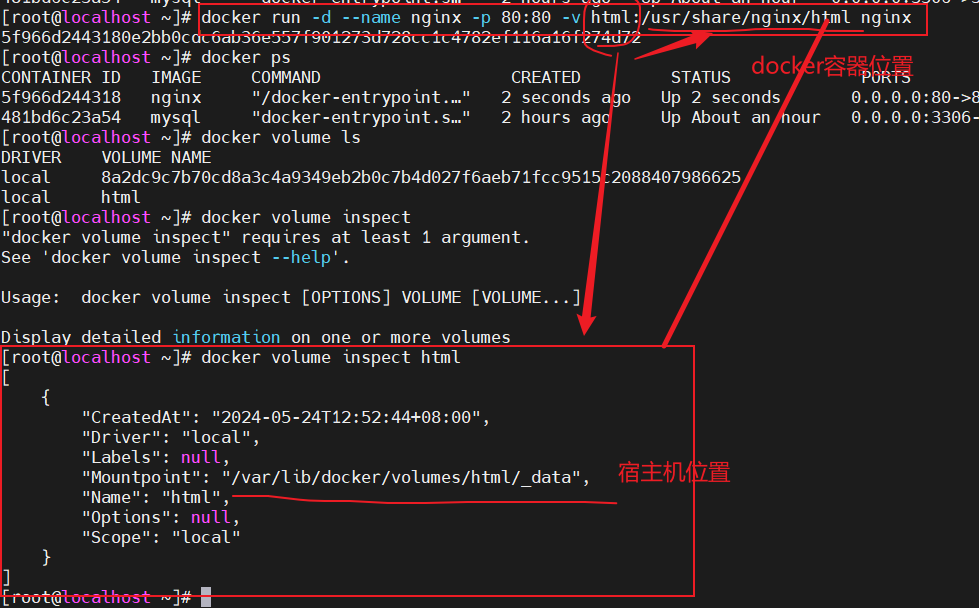 [root@localhost ~]# docker run -d --name nginx -p 80:80 -v html:/usr/share/nginx/html nginx
5f966d2443180e2bb0cdc6ab36e557f901273d728cc1c4782ef116a16f274d72
[root@localhost ~]# docker ps
docker容器位置
CONTAINER ID   IMAGE     COMMAND                  CREATED         STATUS         PORTS
5f966d244318   nginx     "/docker-entrypoint.…"   2 seconds ago   Up 2 seconds   0.0.0.0:80->8
481bd6c23a54   mysql     "docker-entrypoint.s…"   2 hours ago     Up About an hour   0.0.0.0:3306-
[root@localhost ~]# docker volume ls
DRIVER    VOLUME NAME
local     8a2dc9c7b70cd8a3c4a9349eb2b0c7b4d027f6aeb71fcc9515c2088407986625
local     html
[root@localhost ~]# docker volume inspect
"docker volume inspect" requires at least 1 argument.
See 'docker volume inspect --help'.
Usage:  docker volume inspect [OPTIONS] VOLUME [VOLUME...]
Display detailed information on one or more volumes
[root@localhost ~]# docker volume inspect html
[
    {
        "CreatedAt": "2024-05-24T12:52:44+08:00",
        "Driver": "local",
        "Labels": null,
        "Mountpoint": "/var/lib/docker/volumes/html/_data",
宿主机位置
        "Name": "html",
        "Options": null,
        "Scope": "local"
    }
]
[root@localhost ~]#